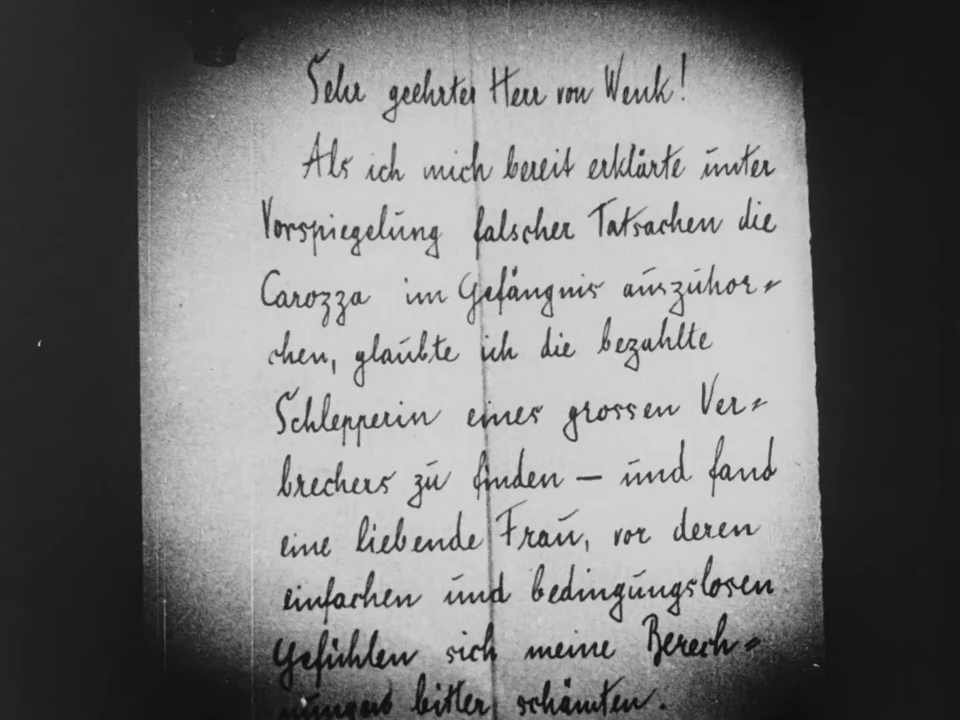 Sehr geehrter Herr von Wenk!
Als ich mich bereit erklärte unter
Vorspiegelung falscher Tatsachen die
Carozza im Gefängnis auszuhor=
chen, glaubte ich die bezahlte
Schlepperin eines grossen Ver=
brechers zu finden — und fand
eine liebende Frau, vor deren
einfachen und bedingungslosen
Gefühlen sich meine Berech=
nungen bitter schämten.